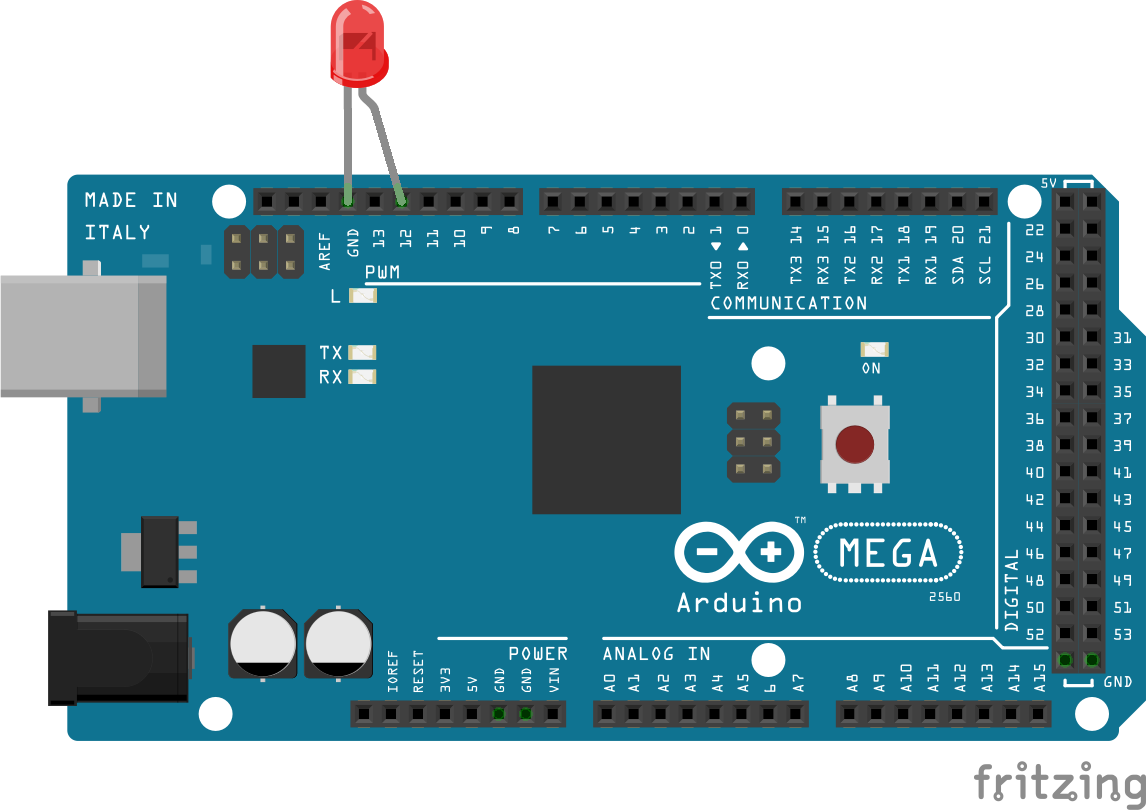 MADE IN
ITALY
AREF
GND
13
12
11
10
9
8
7
6
5
4
3
2
TX0 1
RX0 0
TX3 14
RX3 15
TX2 16
RX2 17
TX1 18
RX1 19
SDA 20
SCL 21
PWM
L
COMMUNICATION
TX
RX
ON
5V
22
24
26
28
30 31
32 33
34 35
36 37
38 39
40 41
42 43
44 45
46 47
48 49
50 51
52 53
GND
DIGITAL
TM
MEGA
2560
Arduino
POWER
ANALOG IN
IOREF
RESET
3V3
5V
GND
GND
VIN
A0
A1
A2
A3
A4
A5
6
A7
A8
A9
A10
A11
A12
A13
A14
A15
fritzing